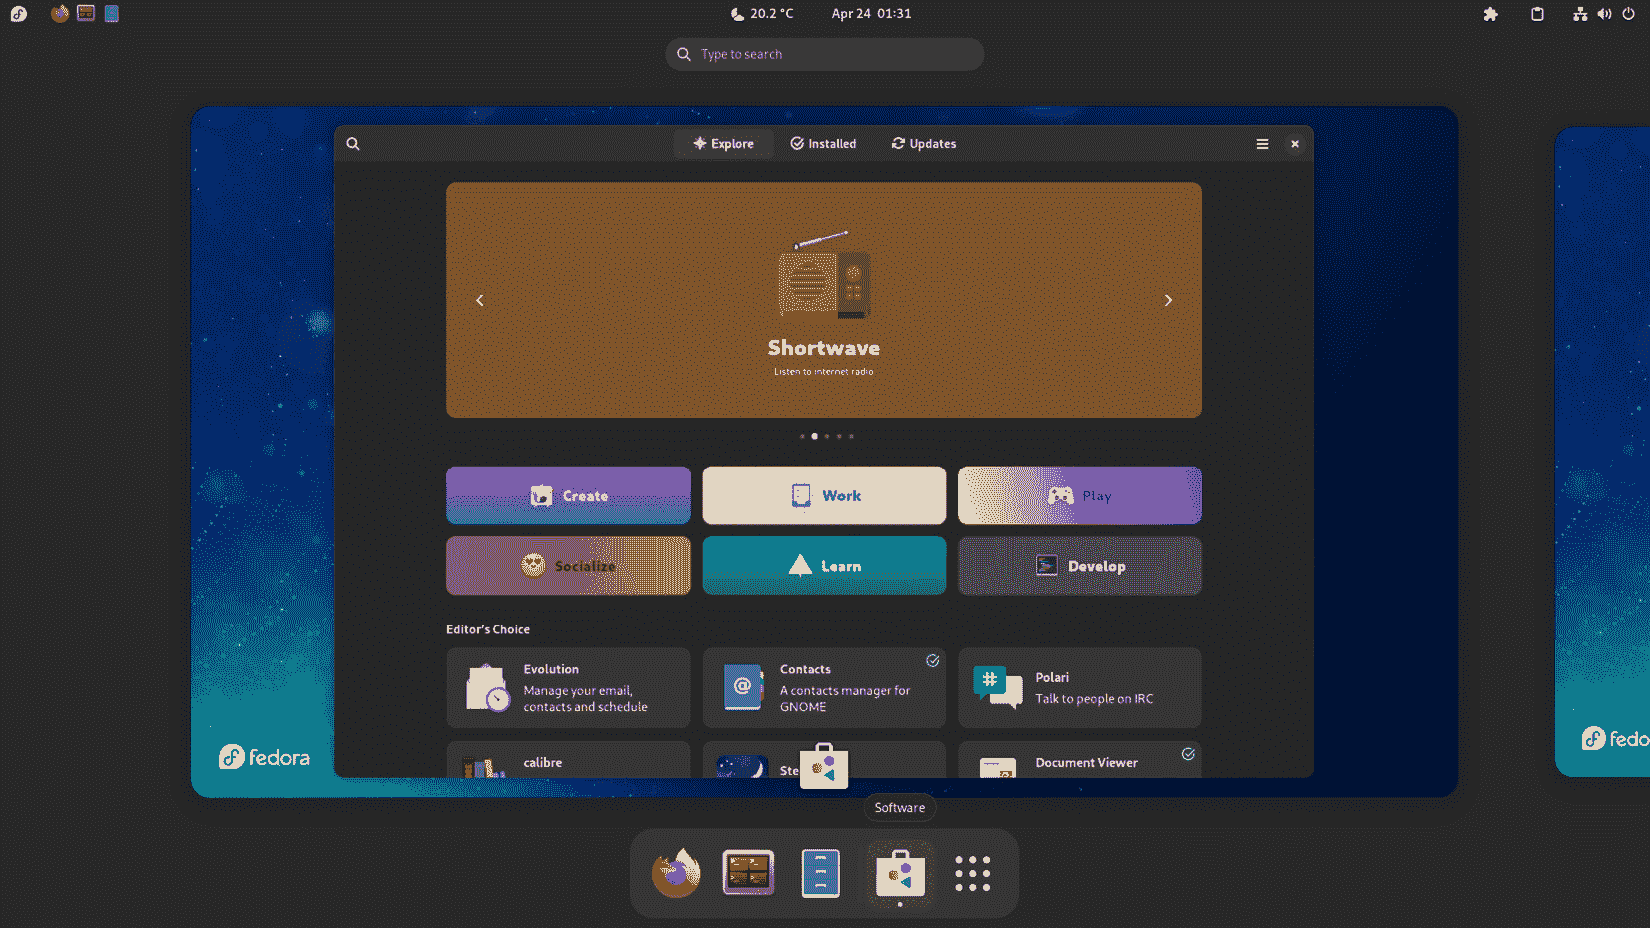 20.2 °C
Apr 24 01:31
Type to search
Explore
Installed
Updates
Shortwave
Listen to internet radio
Create
Work
Play
Socialize
Learn
Develop
Editor's Choice
Evolution
Manage your email,
contacts and schedule
Contacts
A contacts manager for
GNOME
Polari
Talk to people on IRC
calibre
Ste
Document Viewer
fedora
fedo
Software